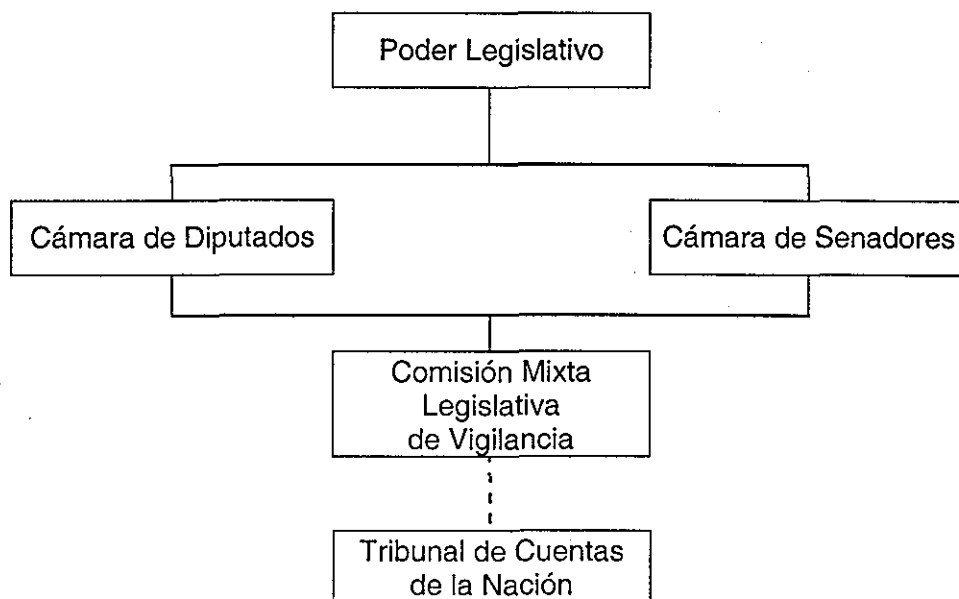 Poder Legislativo
Cámara de Diputados
Cámara de Senadores
Comisión Mixta
Legislativa
de Vigilancia
Tribunal de Cuentas
de la Nación